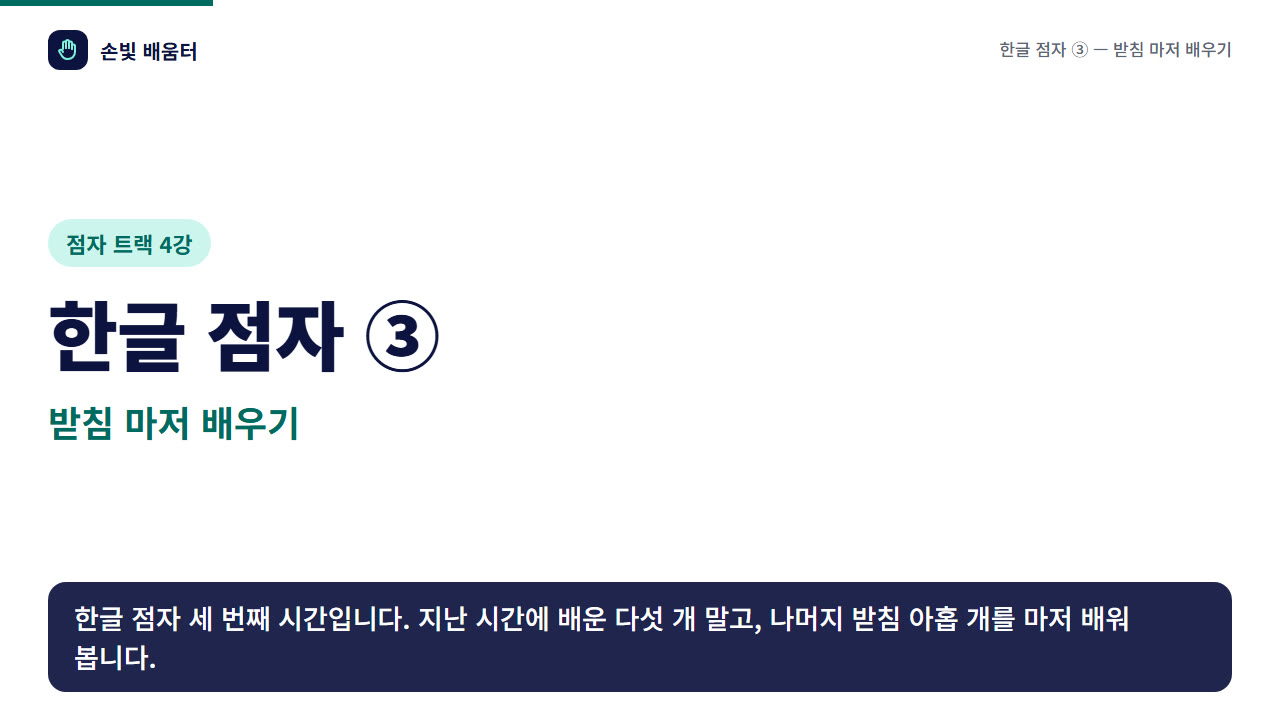 손빛 배움터
한글 점자 ③ — 받침 마저 배우기
점자 트랙 4강
한글 점자 ③
받침 마저 배우기
한글 점자 세 번째 시간입니다. 지난 시간에 배운 다섯 개 말고, 나머지 받침 아홉 개를 마저 배워
봅니다.